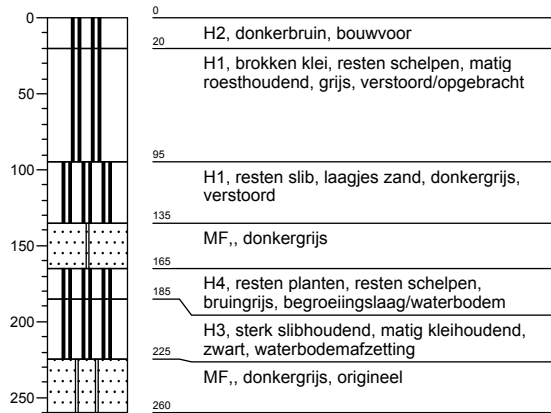 0
50
100
150
200
250
0
H2, donkerbruin, bouwvoor
20
H1, brokken klei, resten schelpen, matig
roesthoudend, grijs, verstoord/opgebracht
95
H1, resten slib, laagjes zand, donkergrijs,
verstoord
135
MF,, donkergrijs
165
H4, resten planten, resten schelpen,
185
bruingrijs, begroeiingslaag/waterbodem
H3, sterk slibhoudend, matig kleihoudend,
zwart, waterbodemafzetting
225
MF,, donkergrijs, origineel
260